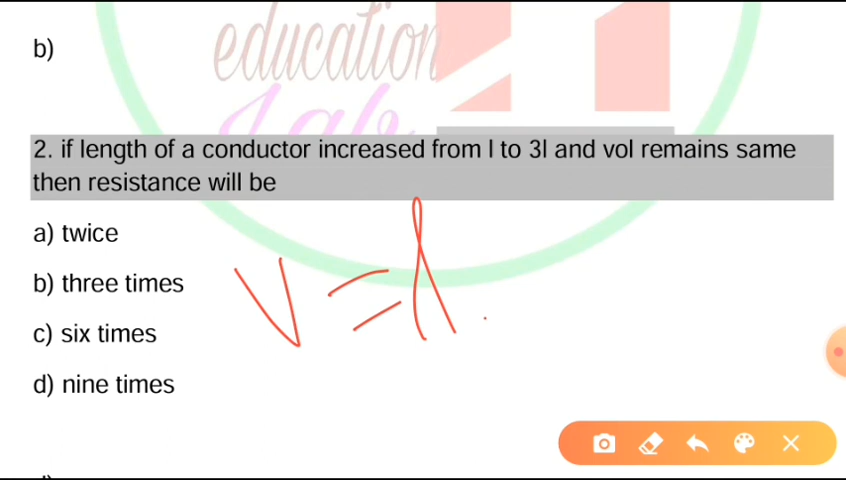 b)
education
Lab
2. if length of a conductor increased from l to 3l and vol remains same
then resistance will be
a) twice
b) three times
V = l
c) six times
d) nine times